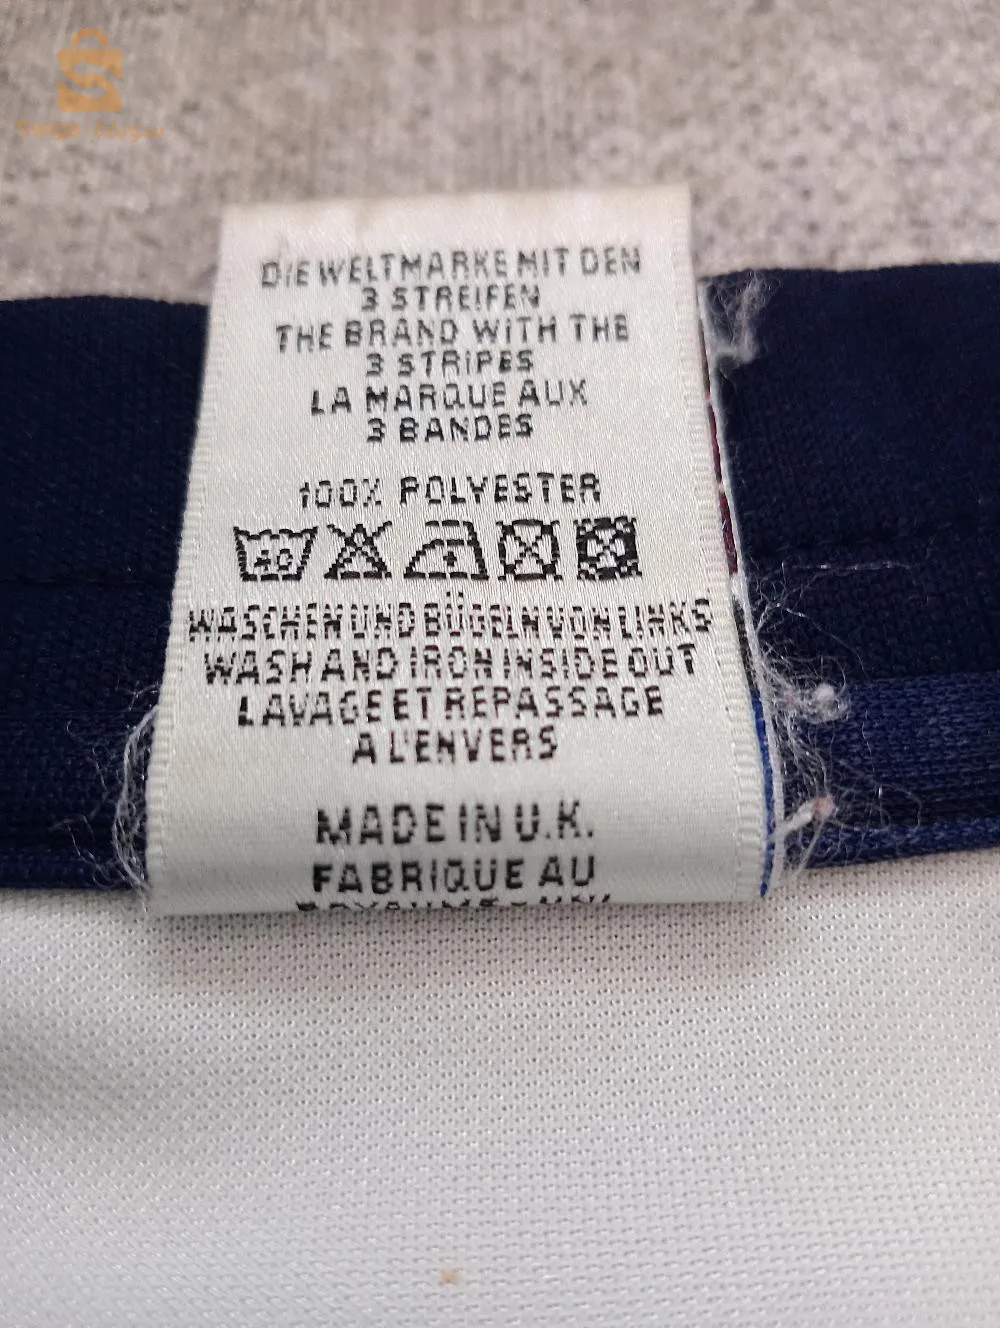 DIE WELTMARKE MIT DEN
3 STREIFEN
THE BRAND WITH THE
3 STRIPES
LA MARQUE AUX
3 BANDES
100% POLYESTER
40
WASCHEN UND BÜGELN VON LINKS
WASH AND IRON INSIDE OUT
LAVAGE ET REPASSAGE
A L'ENVERS
MADE IN U.K.
FABRIQUE AU
ROYAUME-UNI